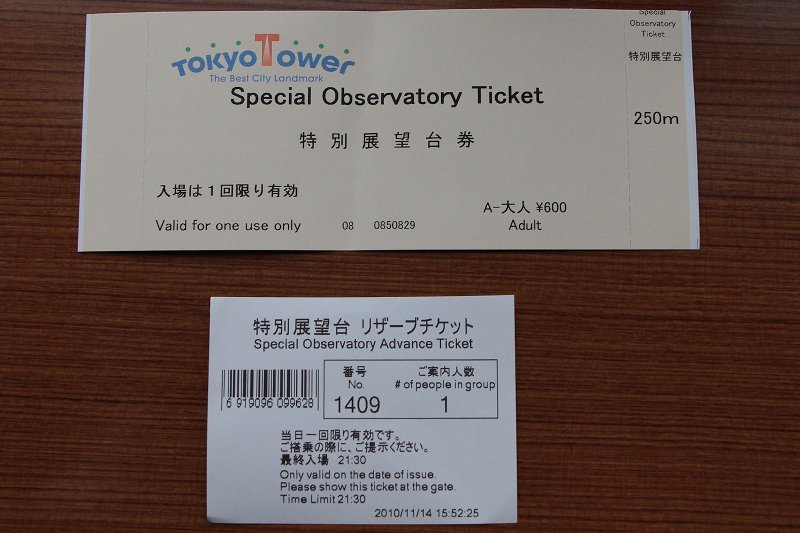 TOKYO TOWER
The Best City Landmark
Special Observatory Ticket
特別展望台券
入場は1回限り有効
Valid for one use only
08 0850829
A-大人 ¥600
Adult
Special
Observatory
Ticket
特別展望台
250m
特別展望台 リザーブチケット
Special Observatory Advance Ticket
6 919096 099628
番号
No.
1409
ご案内人数
# of people in group
1
当日一回限り有効です。
ご搭乗の際に、ご提示ください。
最終入場 21:30
Only valid on the date of issue.
Please show this ticket at the gate.
Time Limit 21:30
2010/11/14 15:52:25